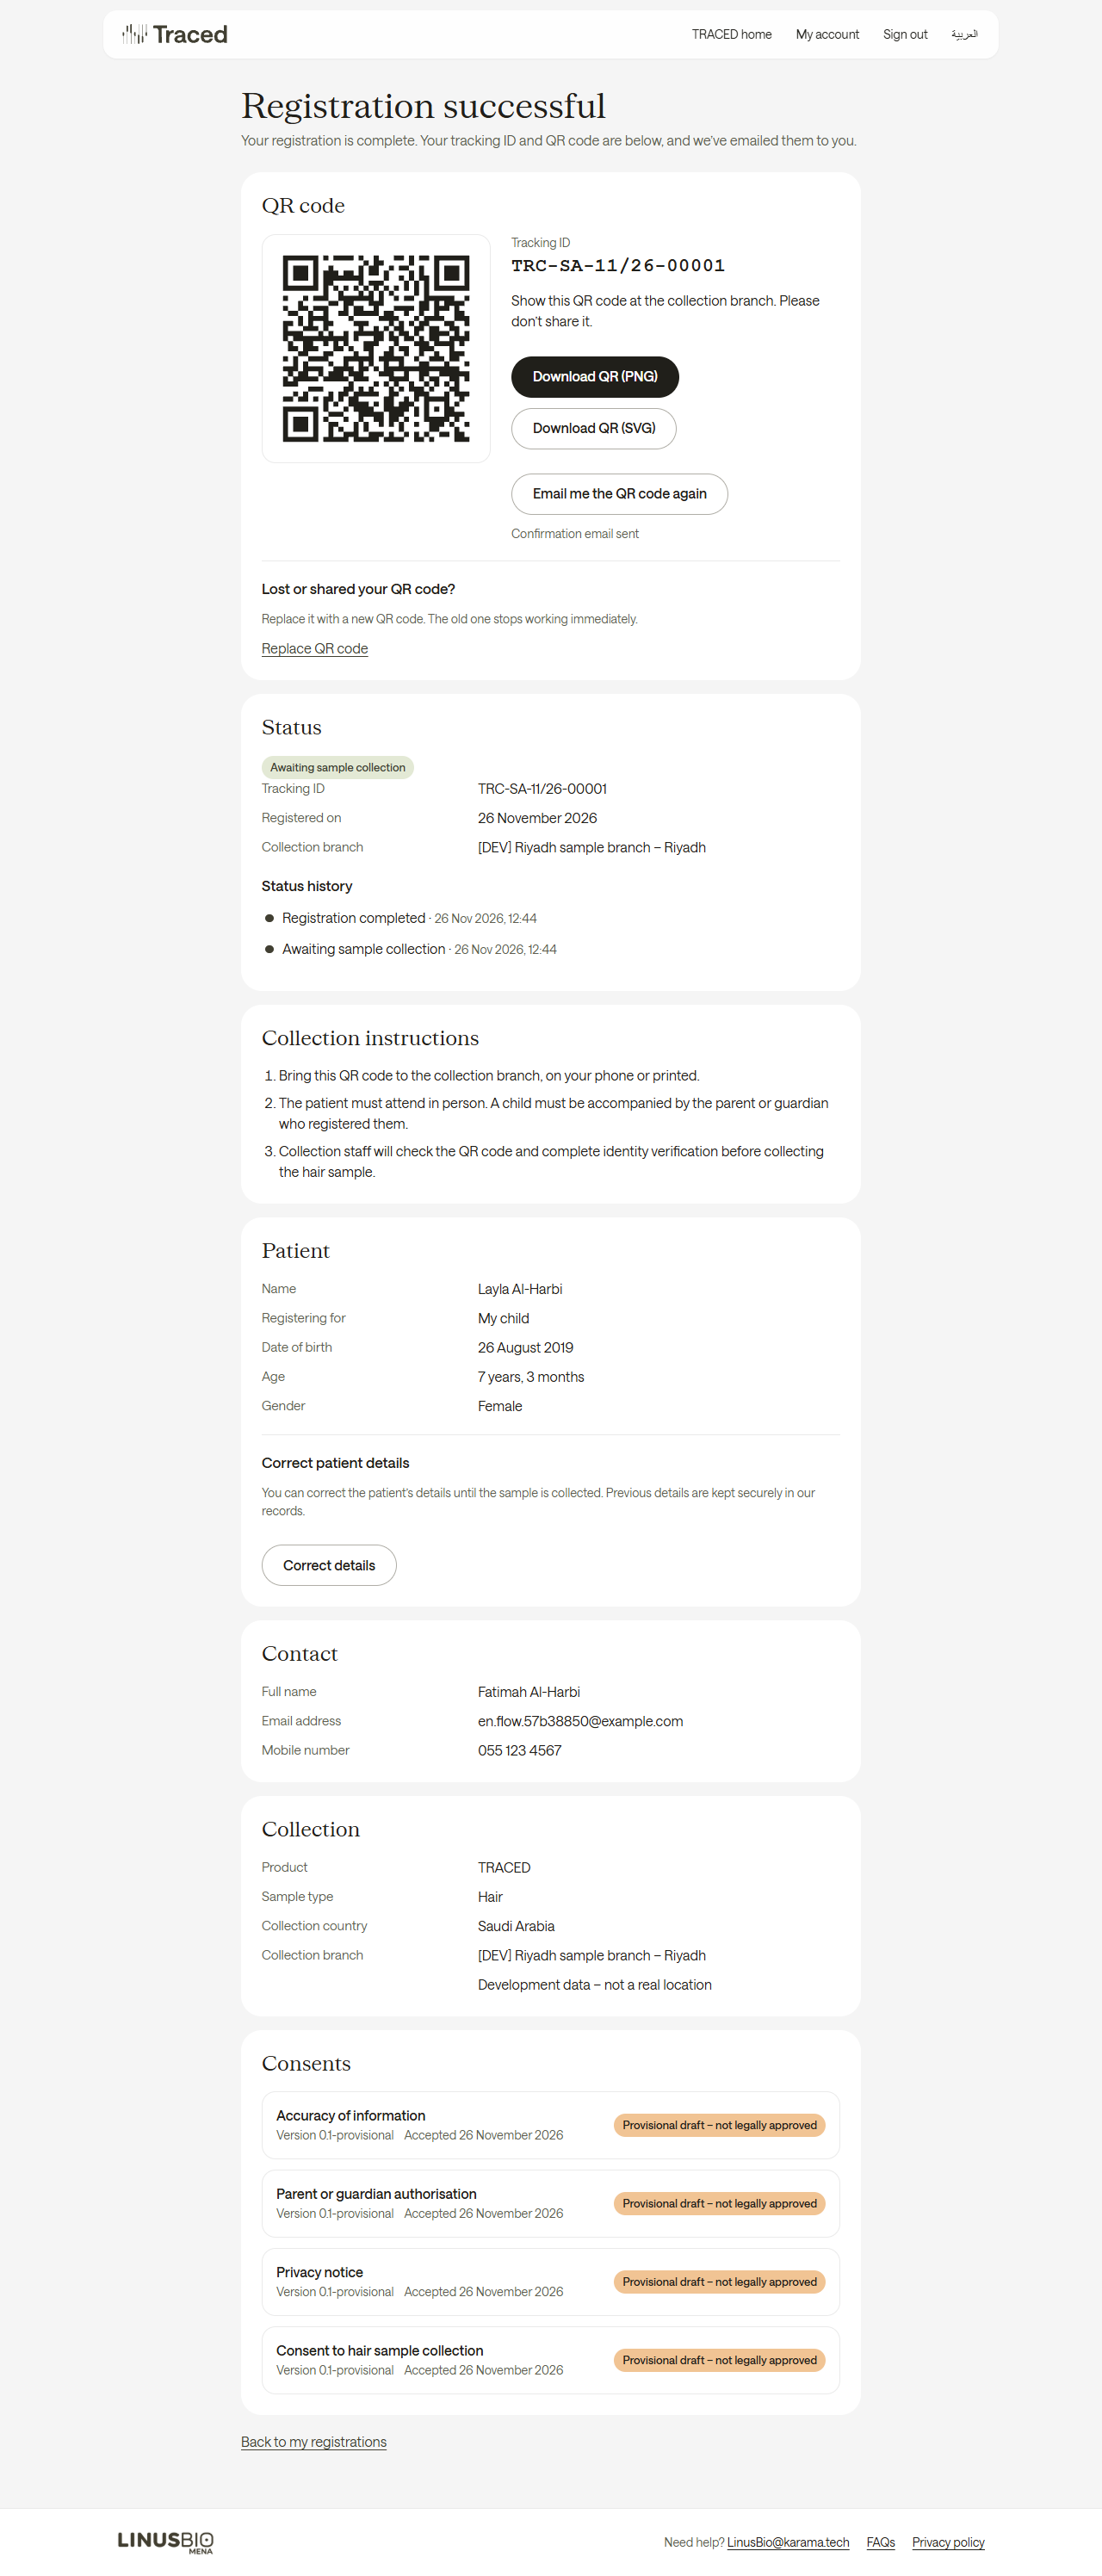 Traced
TRACED home
My account
Sign out
العربية
Registration successful
Your registration is complete. Your tracking ID and QR code are below, and we've emailed them to you.
QR code
Tracking ID
TRC-SA-11/26-00001
Show this QR code at the collection branch. Please
don't share it.
Download QR (PNG)
Download QR (SVG)
Email me the QR code again
Confirmation email sent
Lost or shared your QR code?
Replace it with a new QR code. The old one stops working immediately.
Replace QR code
Status
Awaiting sample collection
Tracking ID TRC-SA-11/26-00001
Registered on 26 November 2026
Collection branch [DEV] Riyadh sample branch – Riyadh
Status history
Registration completed · 26 Nov 2026, 12:44
Awaiting sample collection · 26 Nov 2026, 12:44
Collection instructions
1. Bring this QR code to the collection branch, on your phone or printed.
2. The patient must attend in person. A child must be accompanied by the parent or guardian
who registered them.
3. Collection staff will check the QR code and complete identity verification before collecting
the hair sample.
Patient
Name Layla Al-Harbi
Registering for My child
Date of birth 26 August 2019
Age 7 years, 3 months
Gender Female
Correct patient details
You can correct the patient's details until the sample is collected. Previous details are kept securely in our
records.
Correct details
Contact
Full name Fatimah Al-Harbi
Email address en.flow.57b38850@example.com
Mobile number 055 123 4567
Collection
Product TRACED
Sample type Hair
Collection country Saudi Arabia
Collection branch [DEV] Riyadh sample branch – Riyadh
Development data – not a real location
Consents
Accuracy of information
Version 0.1-provisional Accepted 26 November 2026
Provisional draft – not legally approved
Parent or guardian authorisation
Version 0.1-provisional Accepted 26 November 2026
Provisional draft – not legally approved
Privacy notice
Version 0.1-provisional Accepted 26 November 2026
Provisional draft – not legally approved
Consent to hair sample collection
Version 0.1-provisional Accepted 26 November 2026
Provisional draft – not legally approved
Back to my registrations
LINUSBIO
MENA
Need help? LinusBio@karama.tech
FAQs
Privacy policy